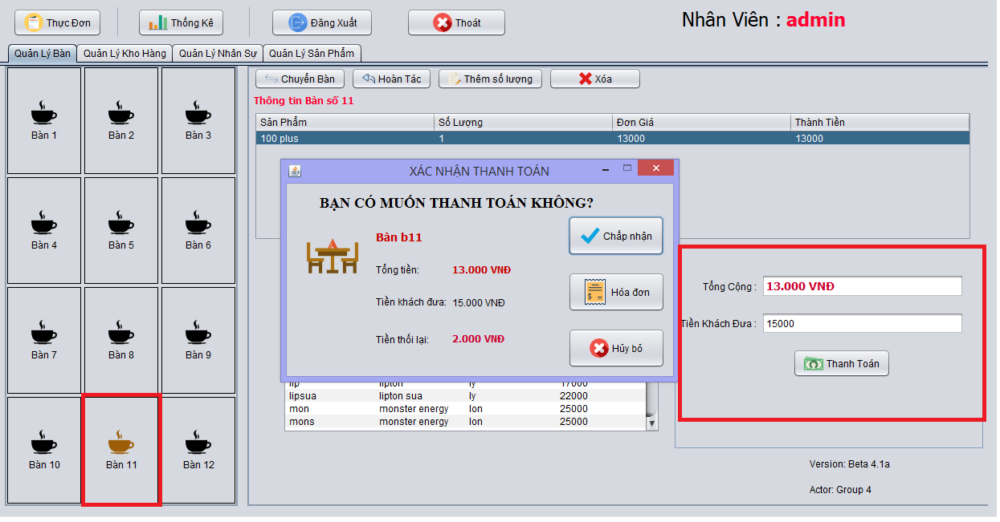 Thực Đơn Thống Kê Đăng Xuất Thoát Nhân Viên : admin
Quản Lý Bàn Quản Lý Kho Hàng Quản Lý Nhân Sự Quản Lý Sản Phẩm
Bàn 1 Bàn 2 Bàn 3
Bàn 4 Bàn 5 Bàn 6
Bàn 7 Bàn 8 Bàn 9
Bàn 10 Bàn 11 Bàn 12
Chuyển Bàn Hoàn Tác Thêm số lượng Xóa
Thông tin Bàn số 11
Sản Phẩm Số Lượng Đơn Giá Thành Tiền
100 plus 1 13000 13000
XÁC NHẬN THANH TOÁN
BẠN CÓ MUỐN THANH TOÁN KHÔNG?
Bàn b11
Tổng tiền: 13.000 VNĐ
Tiền khách đưa: 15.000 VNĐ
Tiền thối lại: 2.000 VNĐ
Chấp nhận
Hóa đơn
Hủy bỏ
lip lipton ly 17000
lipsua lipton sua ly 22000
mon monster energy lon 25000
mons monster energy lon 25000
Tổng Cộng : 13.000 VNĐ
Tiền Khách Đưa : 15000
Thanh Toán
Version: Beta 4.1a
Actor: Group 4